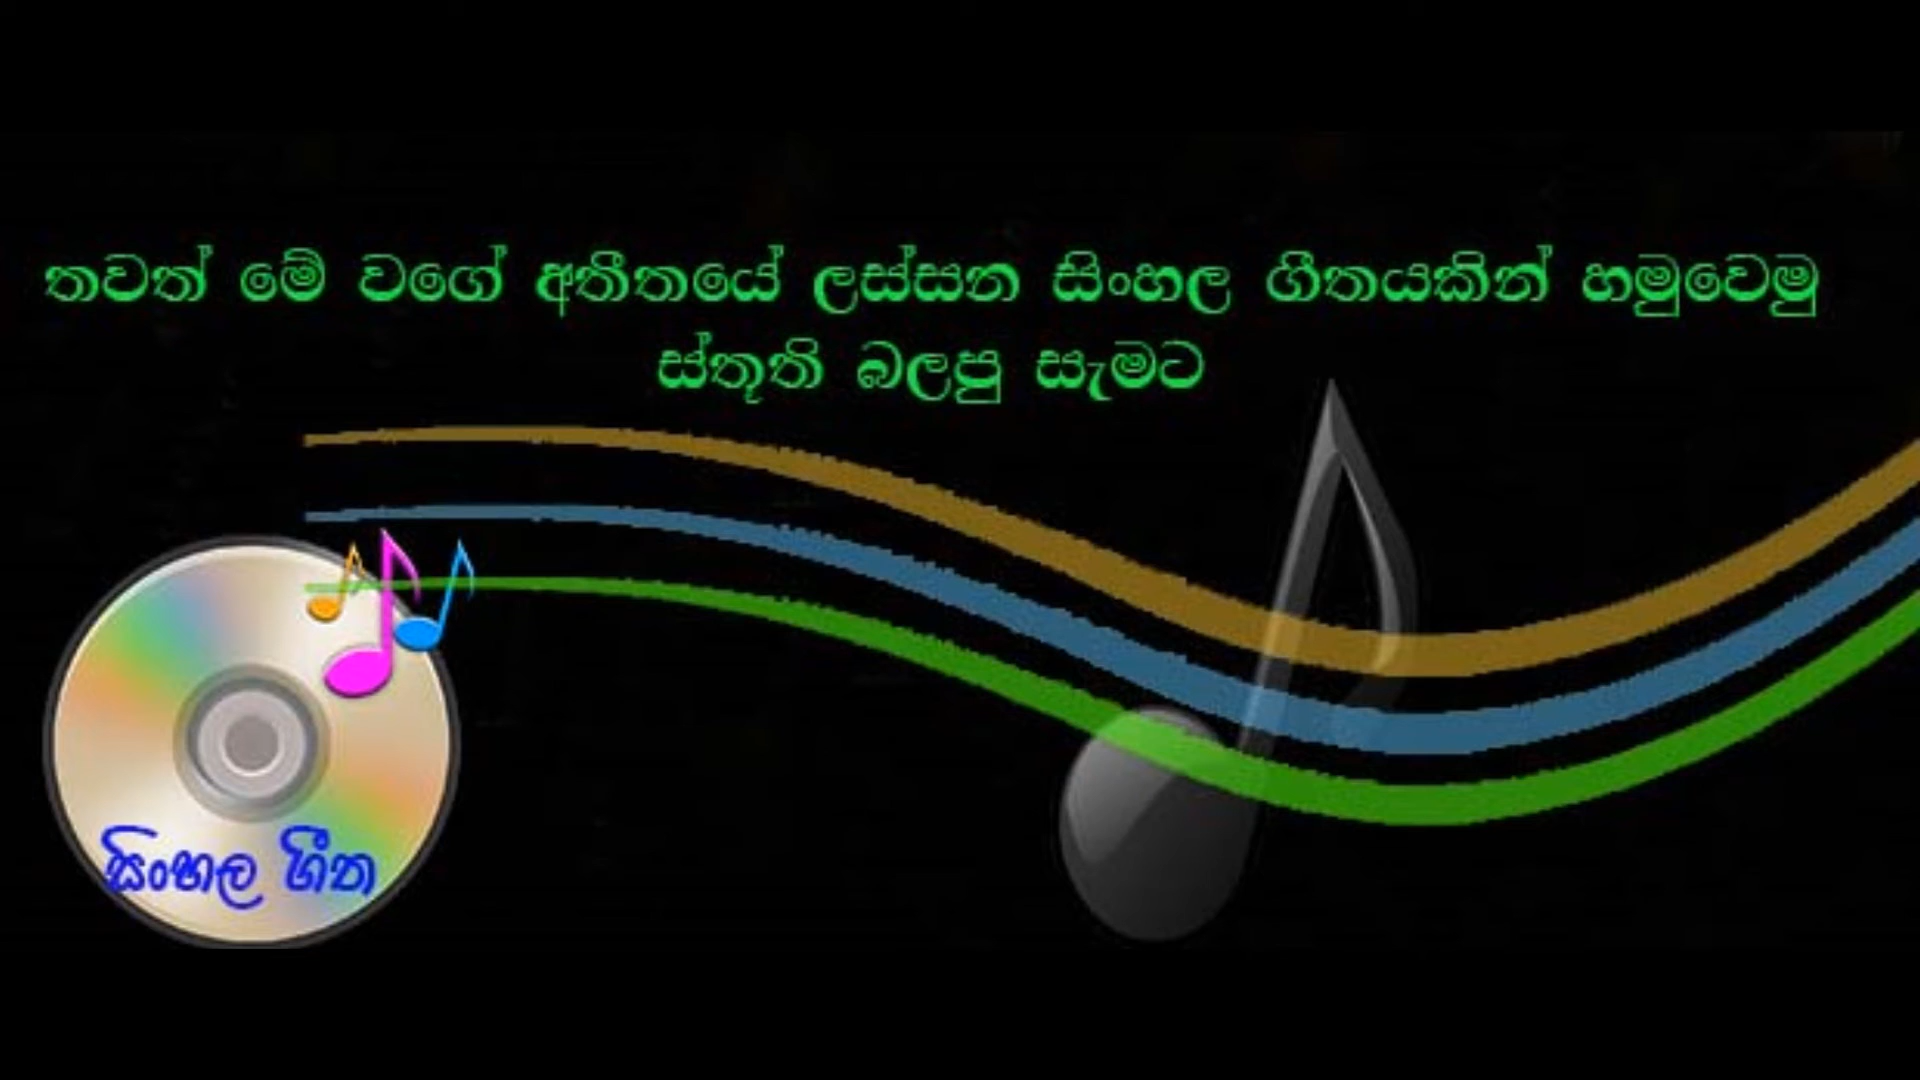 තවත් මේ වගේ අතීතයේ ලස්සන සිංහල ගීතයකින් හමුවෙමු
ස්තූති බලපු සැමට
සිංහල ගීත